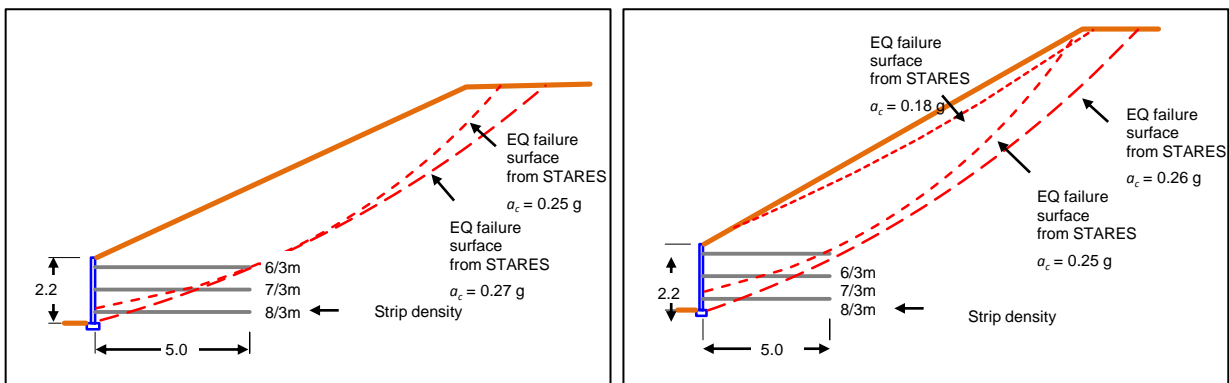 EQ failure
surface
from STARES
a_c = 0.25 g
EQ failure
surface
from STARES
a_c = 0.27 g
2.2
6/3m
7/3m
8/3m
Strip density
5.0
EQ failure
surface
from STARES
a_c = 0.18 g
EQ failure
surface
from STARES
a_c = 0.26 g
EQ failure
surface
from STARES
a_c = 0.25 g
2.2
6/3m
7/3m
8/3m
Strip density
5.0